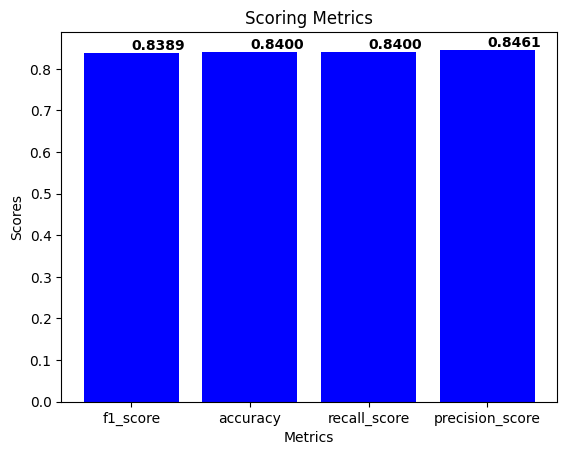 Scoring Metrics
0.8389 0.8400 0.8400 0.8461
0.8
0.7
0.6
0.5
0.4
0.3
0.2
0.1
0.0
Scores
f1_score accuracy recall_score precision_score
Metrics